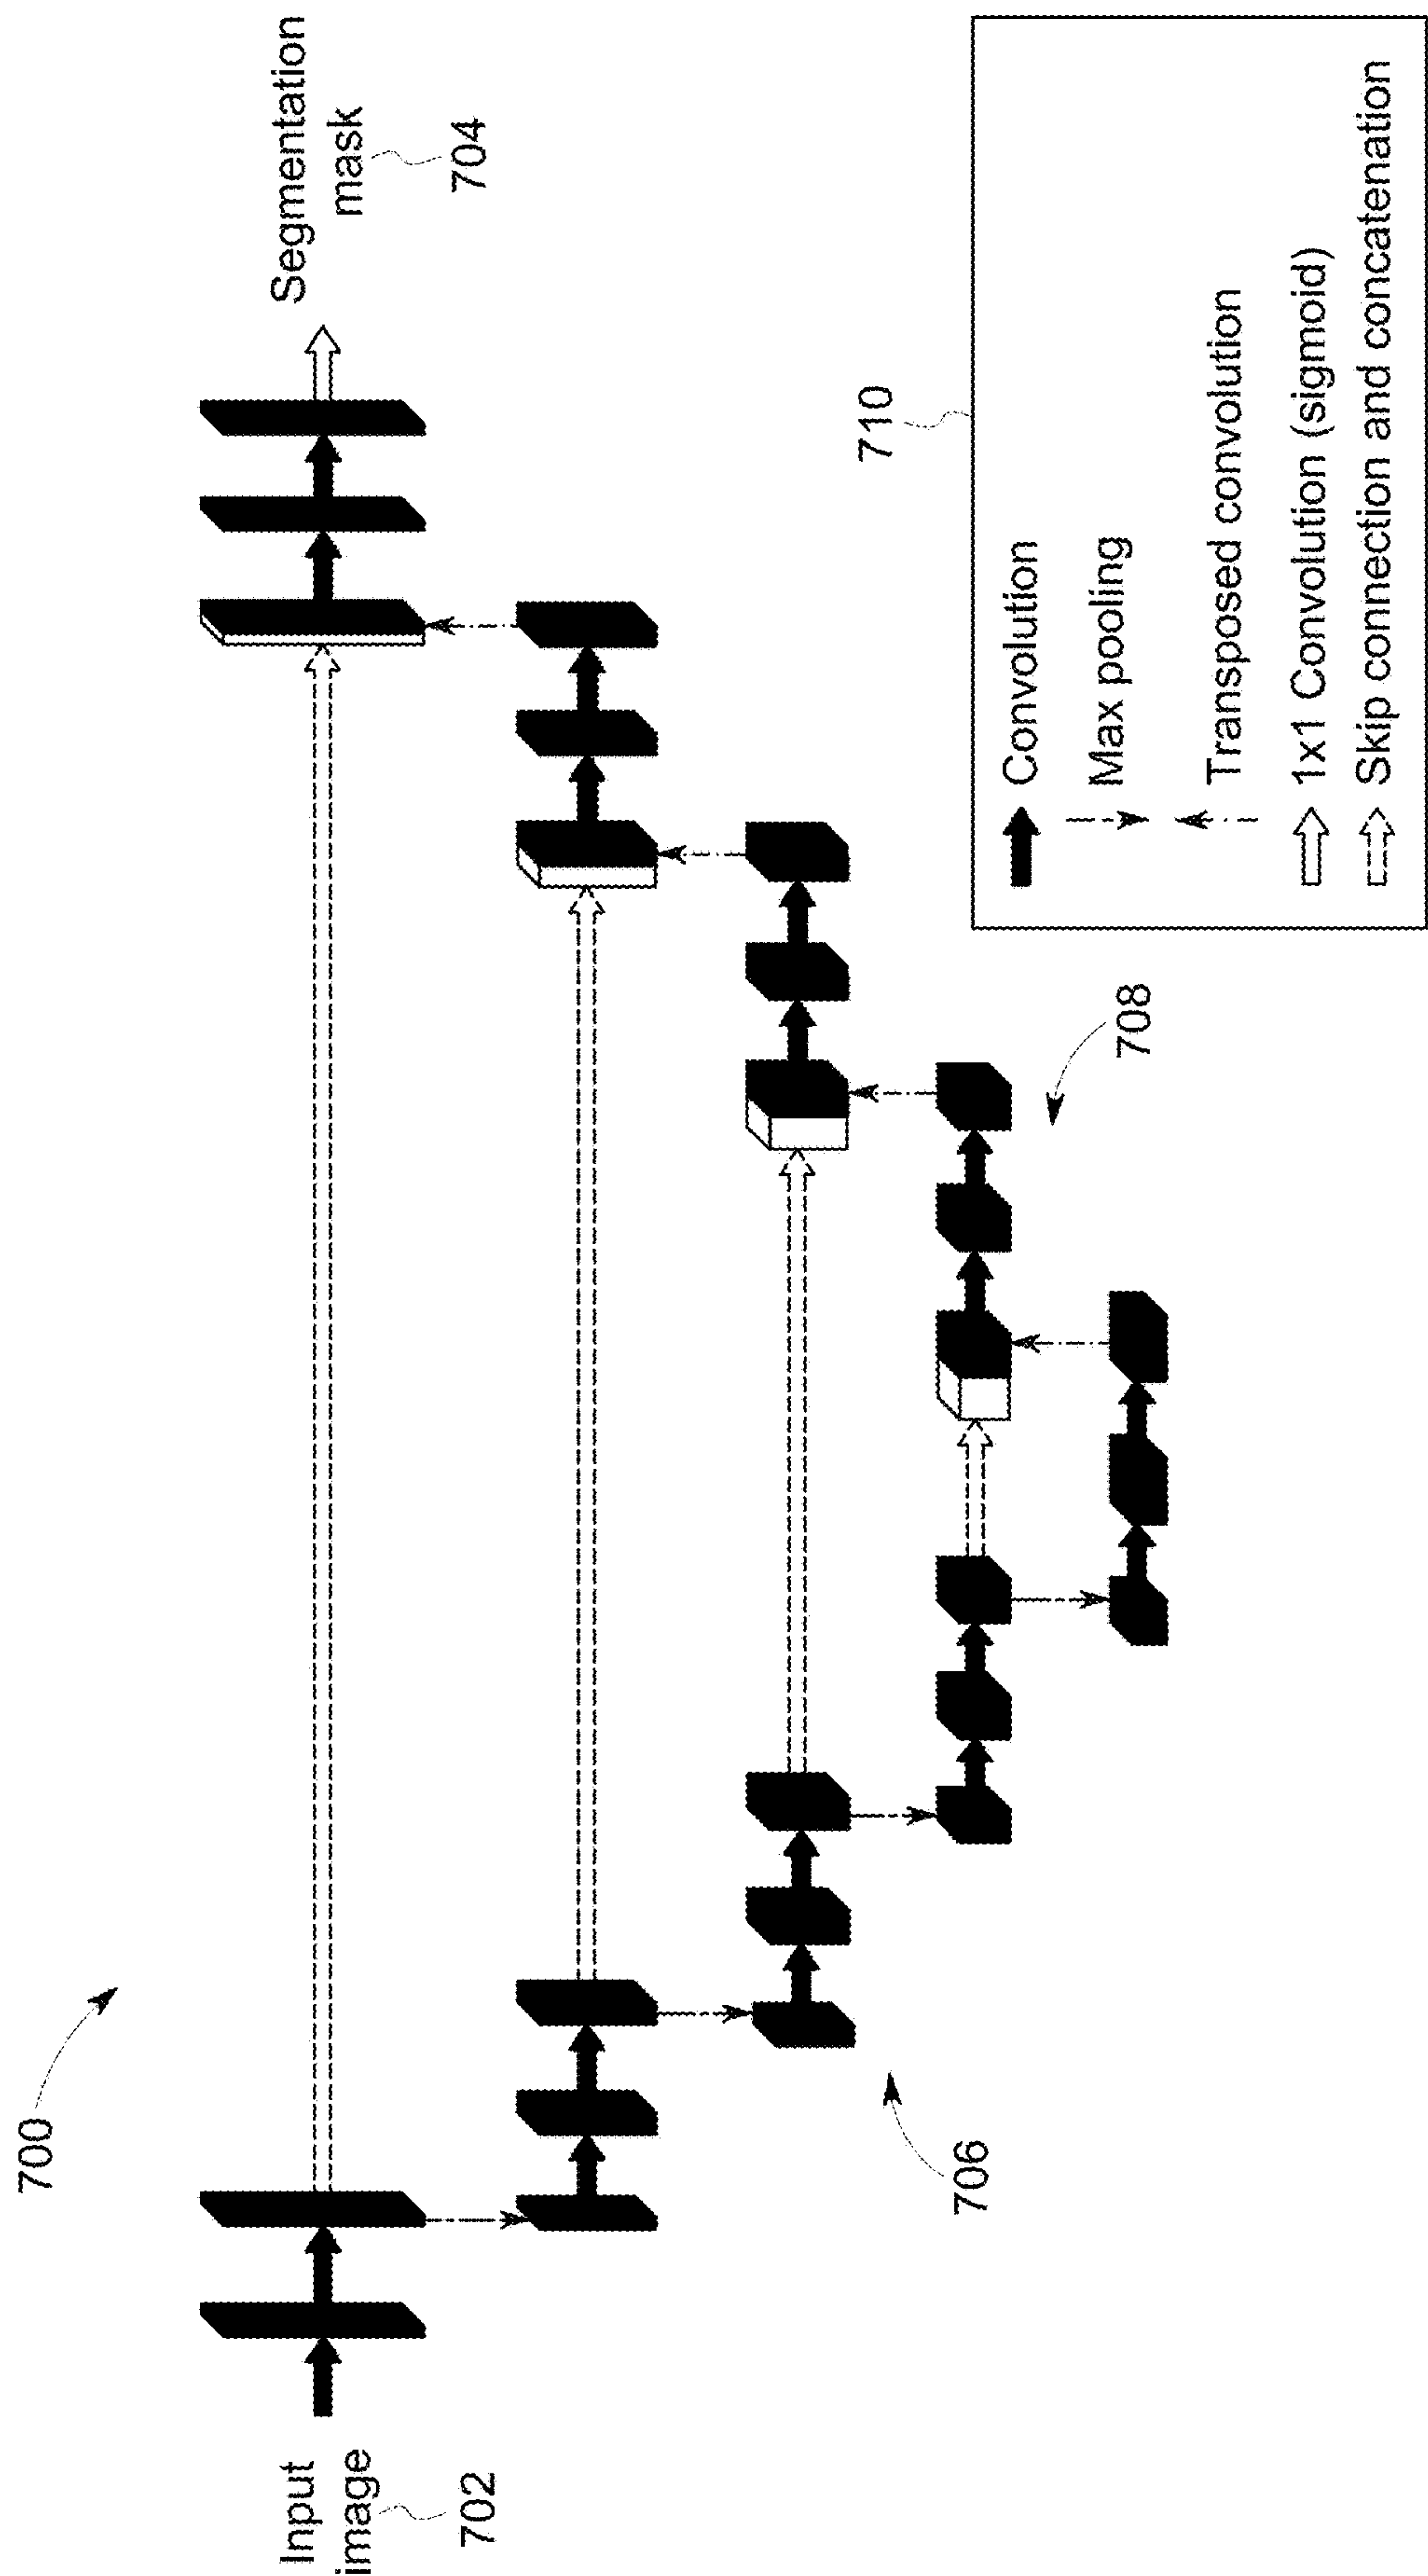 700
Input
image
702
Segmentation
mask
704
706
708
710
Convolution
Max pooling
Transposed convolution
1x1 Convolution (sigmoid)
Skip connection and concatenation